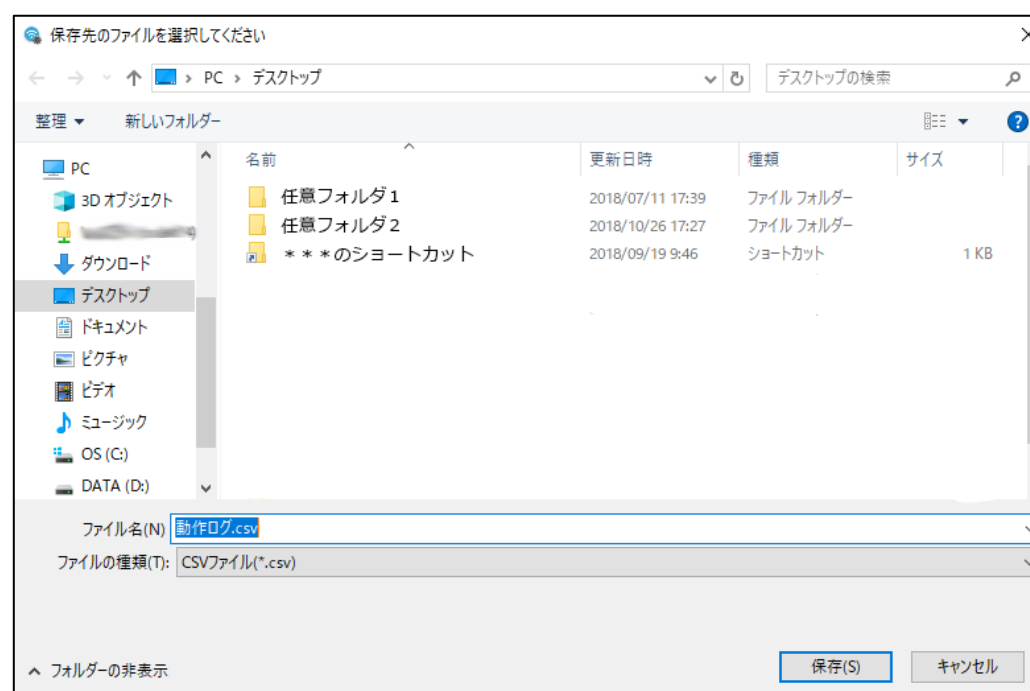 保存先のファイルを選択してください
PC › デスクトップ
デスクトップの検索
整理
新しいフォルダー
名前 更新日時 種類 サイズ
任意フォルダ1 2018/07/11 17:39 ファイル フォルダー
任意フォルダ2 2018/10/26 17:27 ファイル フォルダー
***のショートカット 2018/09/19 9:46 ショートカット 1 KB
PC
3D オブジェクト
ダウンロード
デスクトップ
ドキュメント
ピクチャ
ビデオ
ミュージック
OS (C:)
DATA (D:)
ファイル名(N) 動作ログ.csv
ファイルの種類(T): CSVファイル(*.csv)
フォルダーの非表示
保存(S)
キャンセル